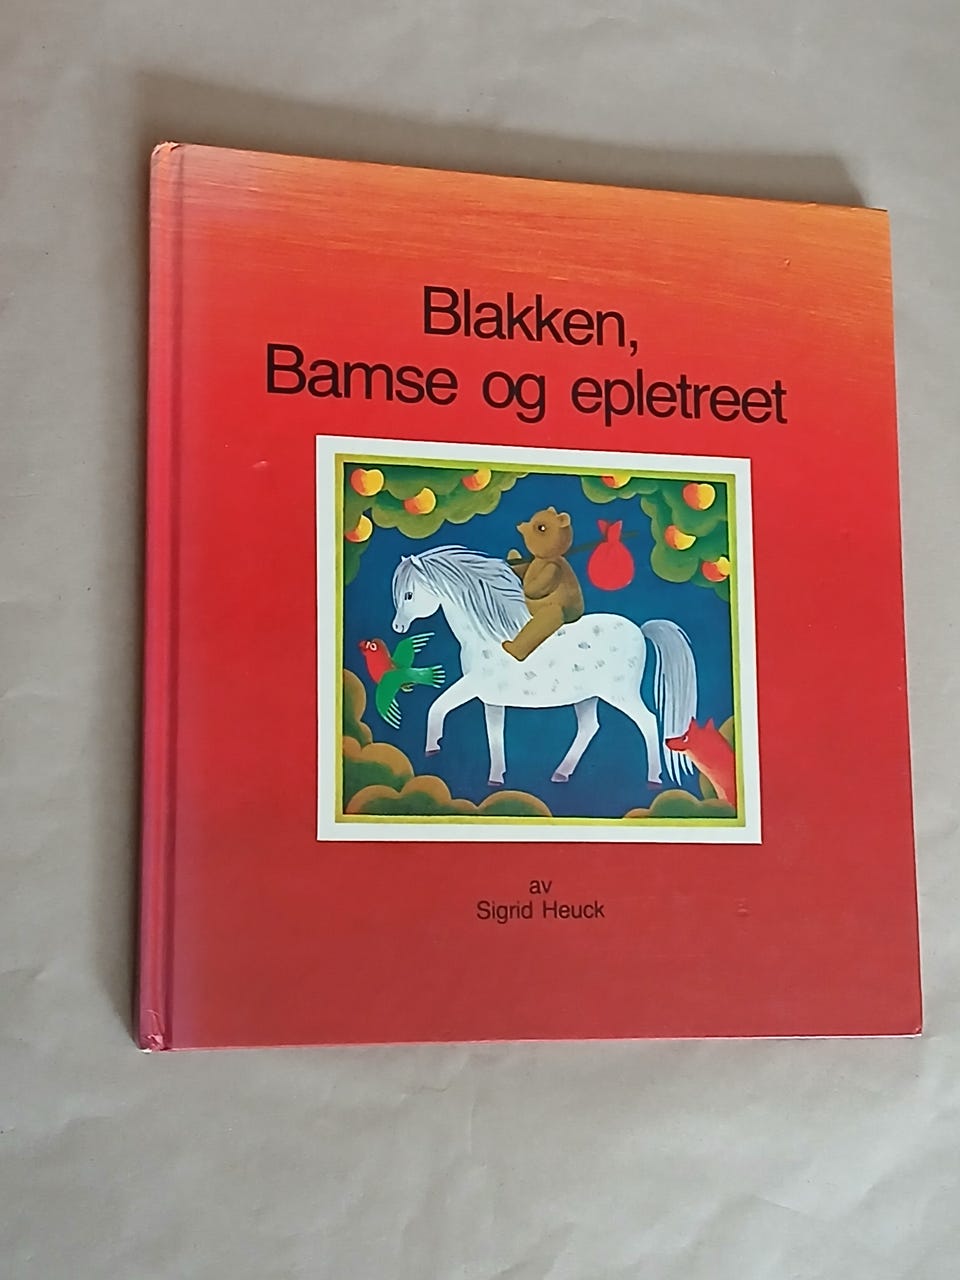 Blakken,
Bamse og epletreet
av
Sigrid Heuck